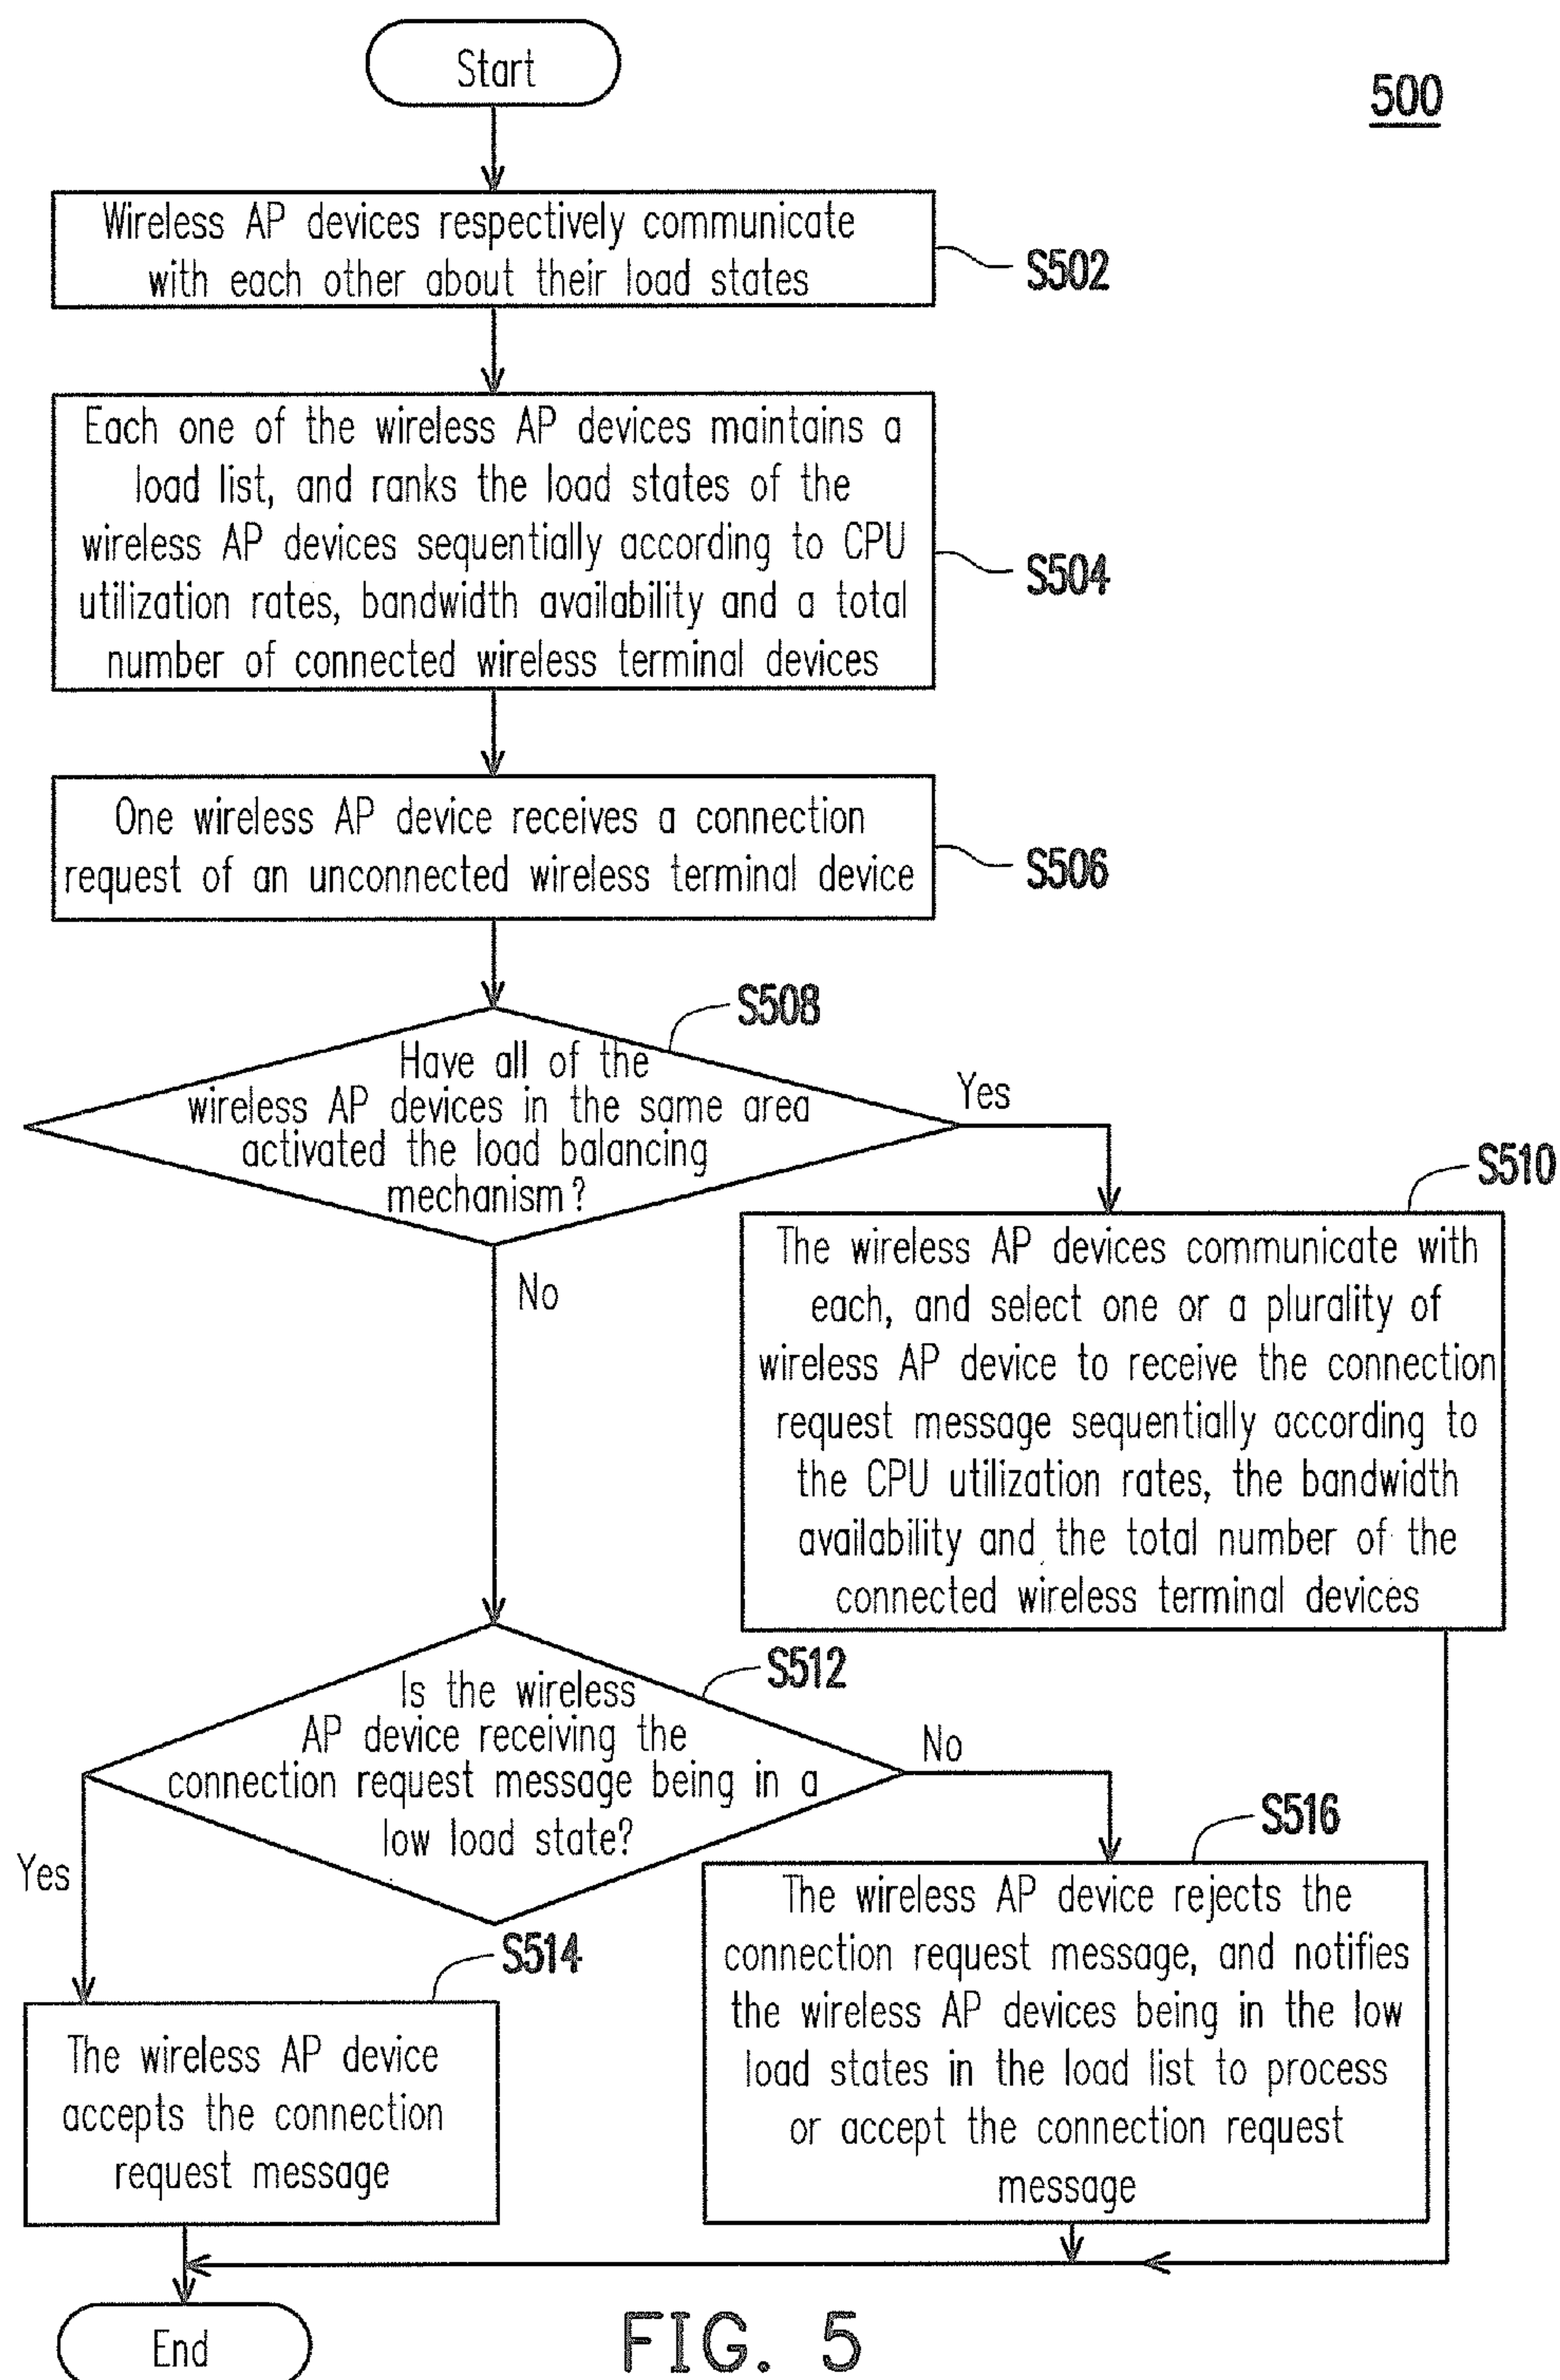 Start
500
Wireless AP devices respectively communicate
with each other about their load states
S502
Each one of the wireless AP devices maintains a
load list, and ranks the load states of the
wireless AP devices sequentially according to CPU
utilization rates, bandwidth availability and a total
number of connected wireless terminal devices
S504
One wireless AP device receives a connection
request of an unconnected wireless terminal device
S506
S508
Have all of the
wireless AP devices in the same area
activated the load balancing
mechanism?
Yes
No
S510
The wireless AP devices communicate with
each, and select one or a plurality of
wireless AP device to receive the connection
request message sequentially according to
the CPU utilization rates, the bandwidth
availability and the total number of the
connected wireless terminal devices
S512
Is the wireless
AP device receiving the
connection request message being in a
low load state?
No
Yes
S516
The wireless AP device rejects the
connection request message, and notifies
the wireless AP devices being in the low
load states in the load list to process
or accept the connection request
message
S514
The wireless AP device
accepts the connection
request message
End
FIG. 5